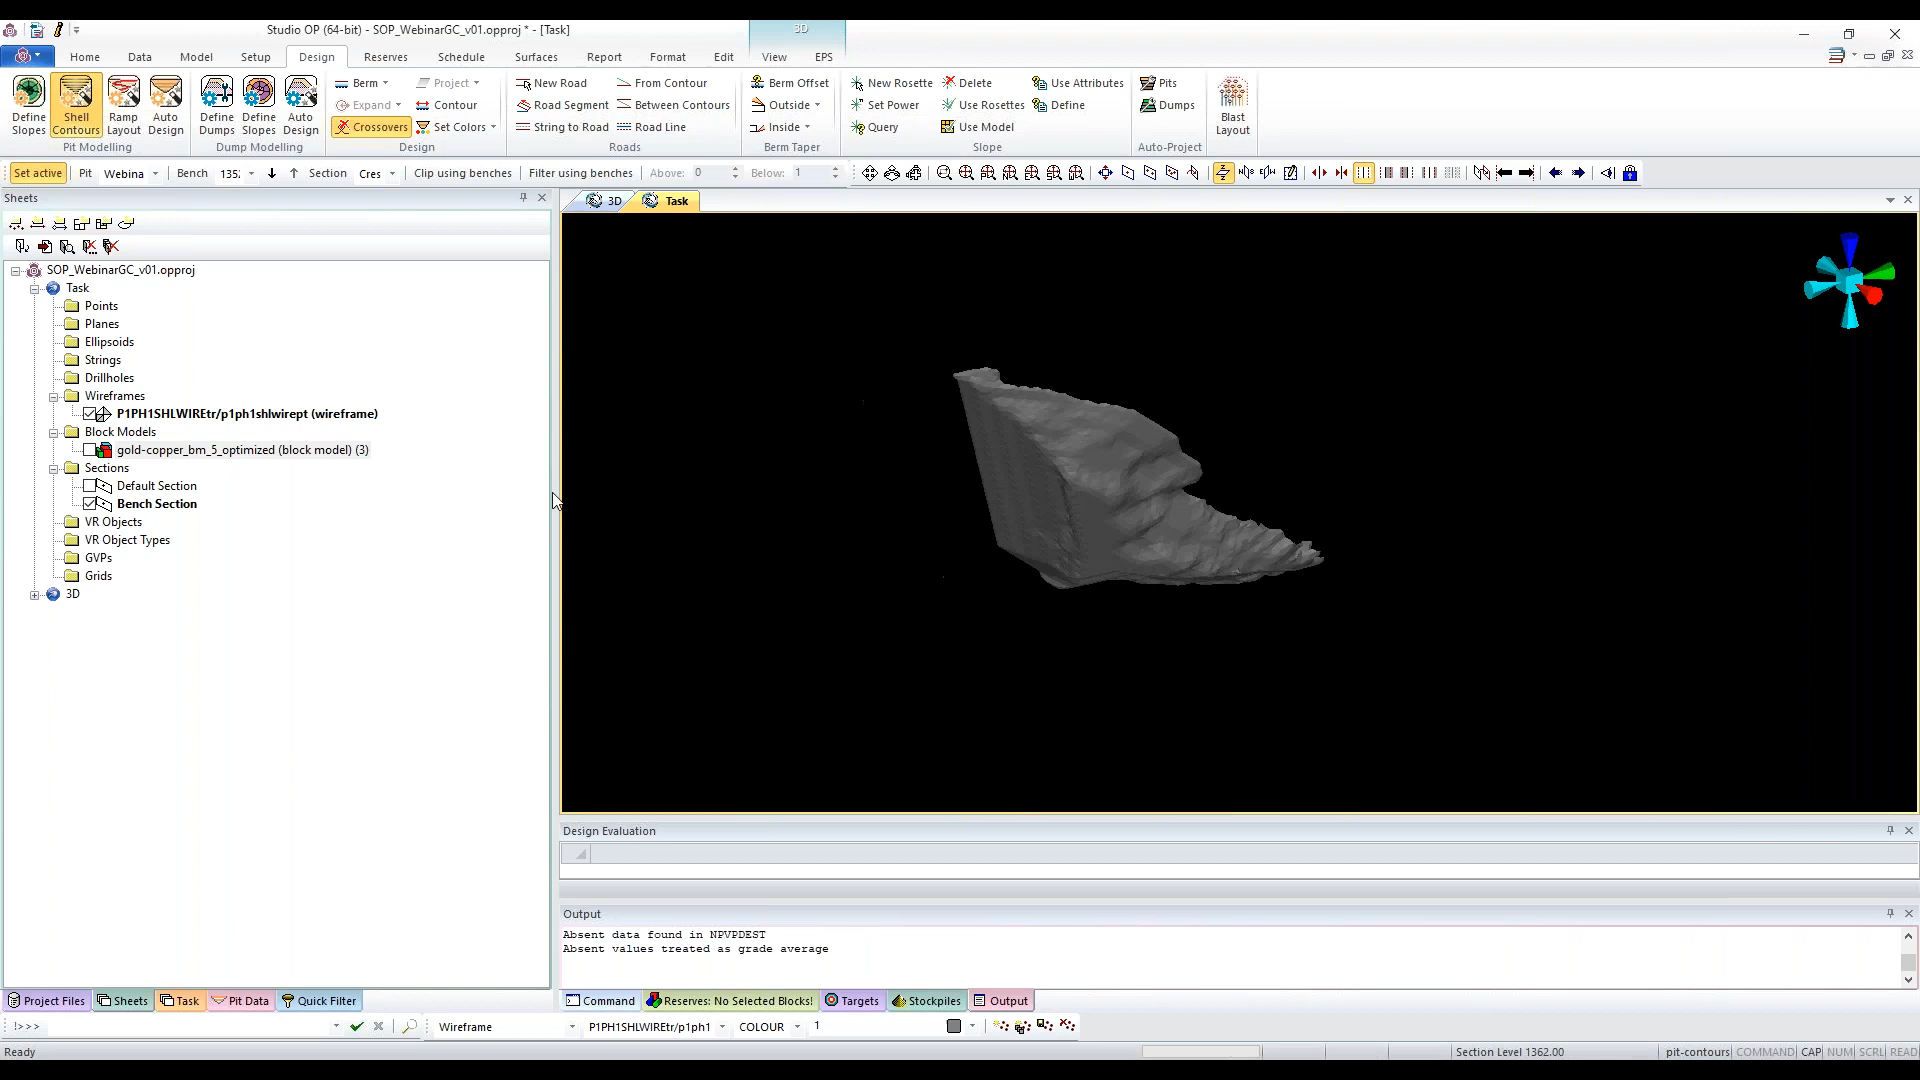 Studio OP (64-bit) - SOP_WebinarGC_v01.opproj * - [Task]
3D
Home Data Model Setup Design Reserves Schedule Surfaces Report Format Edit View EPS
Define Slopes
Shell Contours
Ramp Layout
Auto Design
Pit Modelling
Define Dumps
Define Slopes
Auto Design
Dump Modelling
Berm
Expand
Crossovers
Project
Contour
Set Colors
Design
New Road
Road Segment
String to Road
From Contour
Between Contours
Road Line
Roads
Berm Offset
Outside
Inside
Berm Taper
New Rosette
Set Power
Query
Delete
Use Rosettes
Use Model
Use Attributes
Define
Slope
Pits
Dumps
Auto-Project
Blast Layout
Set active Pit Webina Bench 135: Section Cres Clip using benches Filter using benches Above: 0 Below: 1
Sheets
3D
Task
SOP_WebinarGC_v01.opproj
Task
Points
Planes
Ellipsoids
Strings
Drillholes
Wireframes
P1PH1SHLWIREtr/p1ph1shlwirept (wireframe)
Block Models
gold-copper_bm_5_optimized (block model) (3)
Sections
Default Section
Bench Section
VR Objects
VR Object Types
GVPs
Grids
3D
Design Evaluation
Output
Absent data found in NPVPDEST
Absent values treated as grade average
Project Files Sheets Task Pit Data Quick Filter
Command Reserves: No Selected Blocks! Targets Stockpiles Output
!>>> Wireframe P1PH1SHLWIREtr/p1ph1 COLOUR 1
Ready Section Level 1362.00 pit-contours COMMAND CAP NUM SCRL READ